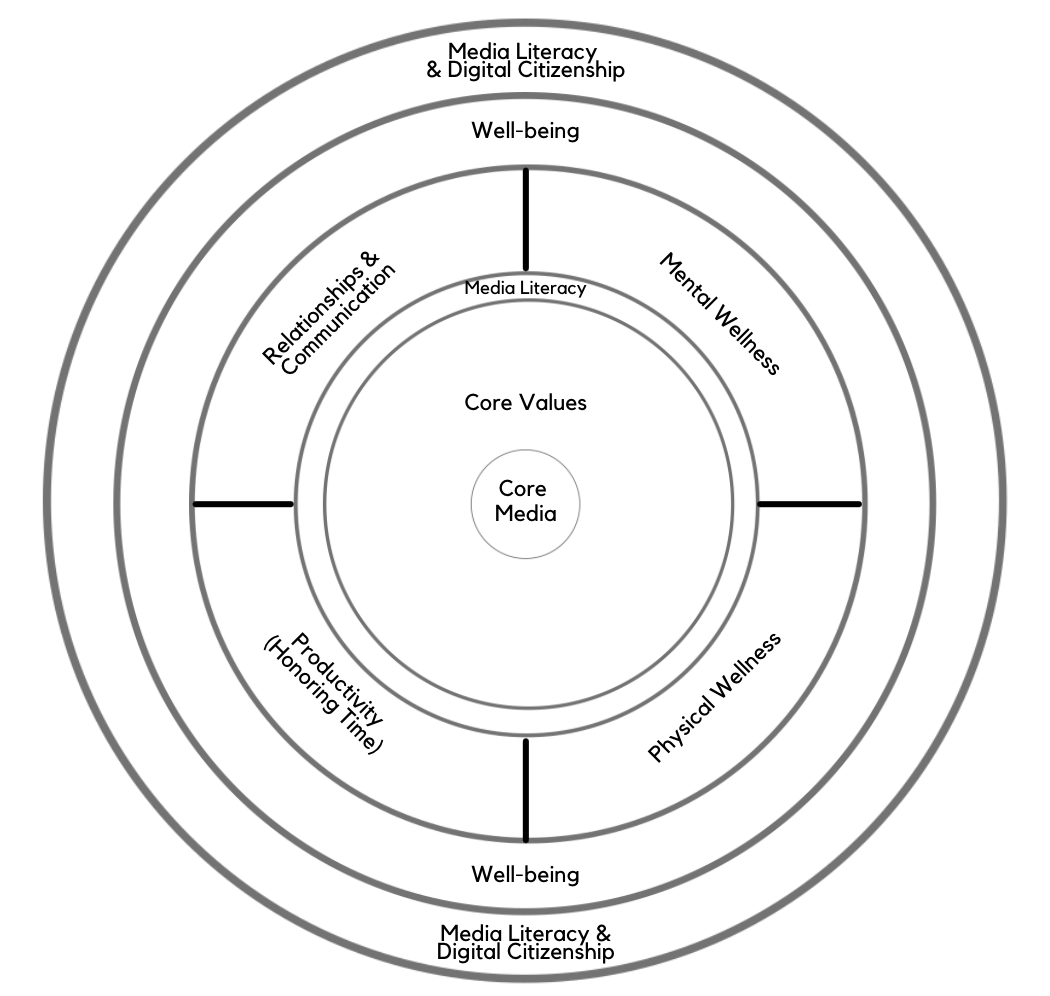 Media Literacy
& Digital Citizenship
Well-being
Relationships &
Communication
Mental Wellness
Media Literacy
Core Values
Core
Media
Productivity
(Honoring Time)
Physical Wellness
Well-being
Media Literacy &
Digital Citizenship